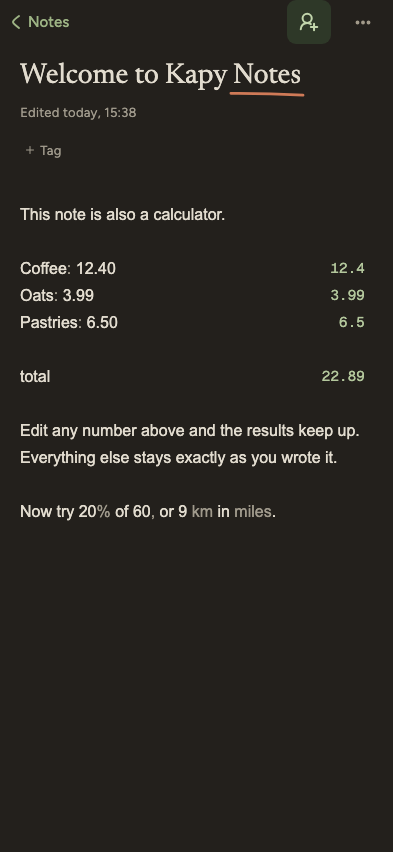 Notes
Welcome to Kapy Notes
Edited today, 15:38
+ Tag
This note is also a calculator.
Coffee: 12.40 12.4
Oats: 3.99 3.99
Pastries: 6.50 6.5
total 22.89
Edit any number above and the results keep up.
Everything else stays exactly as you wrote it.
Now try 20% of 60, or 9 km in miles.